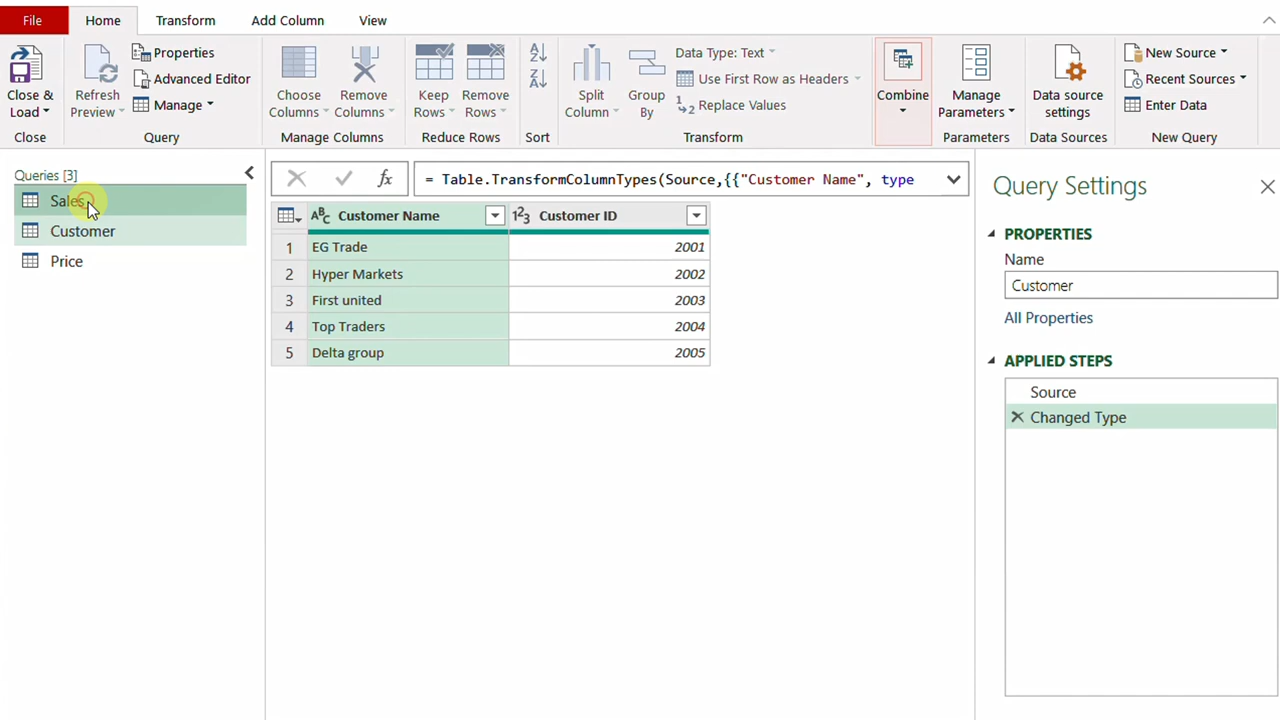 File Home Transform Add Column View
Close & Load
Close
Refresh Preview
Properties
Advanced Editor
Manage
Query
Choose Columns
Remove Columns
Manage Columns
Keep Rows
Remove Rows
Reduce Rows
A Z
Z A
Sort
Split Column
Group By
Data Type: Text
Use First Row as Headers
1 2 Replace Values
Transform
Combine
Manage Parameters
Parameters
Data source settings
Data Sources
New Source
Recent Sources
Enter Data
New Query
Queries [3]
Sales
Customer
Price
fx
= Table.TransformColumnTypes(Source,{{"Customer Name", type
ABC Customer Name 123 Customer ID
1 EG Trade 2001
2 Hyper Markets 2002
3 First united 2003
4 Top Traders 2004
5 Delta group 2005
Query Settings
PROPERTIES
Name
Customer
All Properties
APPLIED STEPS
Source
Changed Type